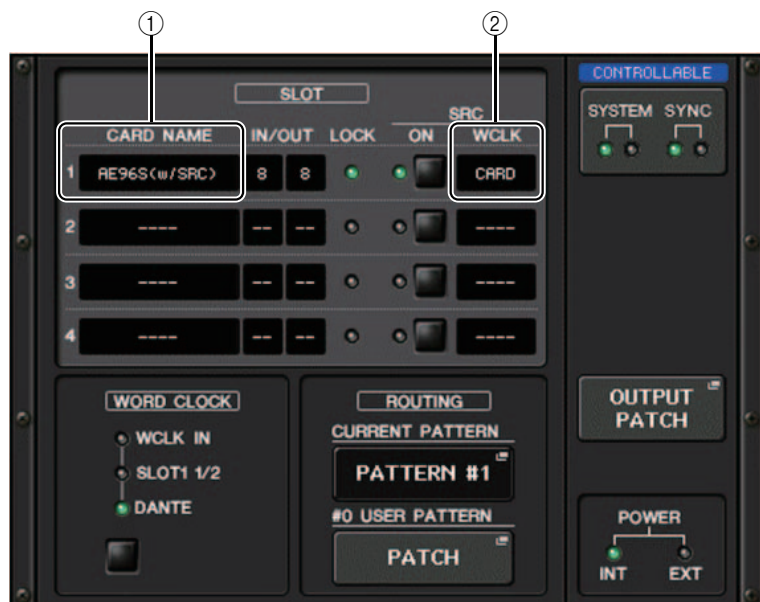 ① ②
SLOT
SRC
CARD NAME IN/OUT LOCK ON WCLK
1 AE96S(w/SRC) 8 8 CARD
2 ---- -- -- ----
3 ---- -- -- ----
4 ---- -- -- ----
WORD CLOCK
WCLK IN
SLOT1 1/2
DANTE
ROUTING
CURRENT PATTERN
PATTERN #1
#0 USER PATTERN
PATCH
CONTROLLABLE
SYSTEM SYNC
OUTPUT
PATCH
POWER
INT EXT